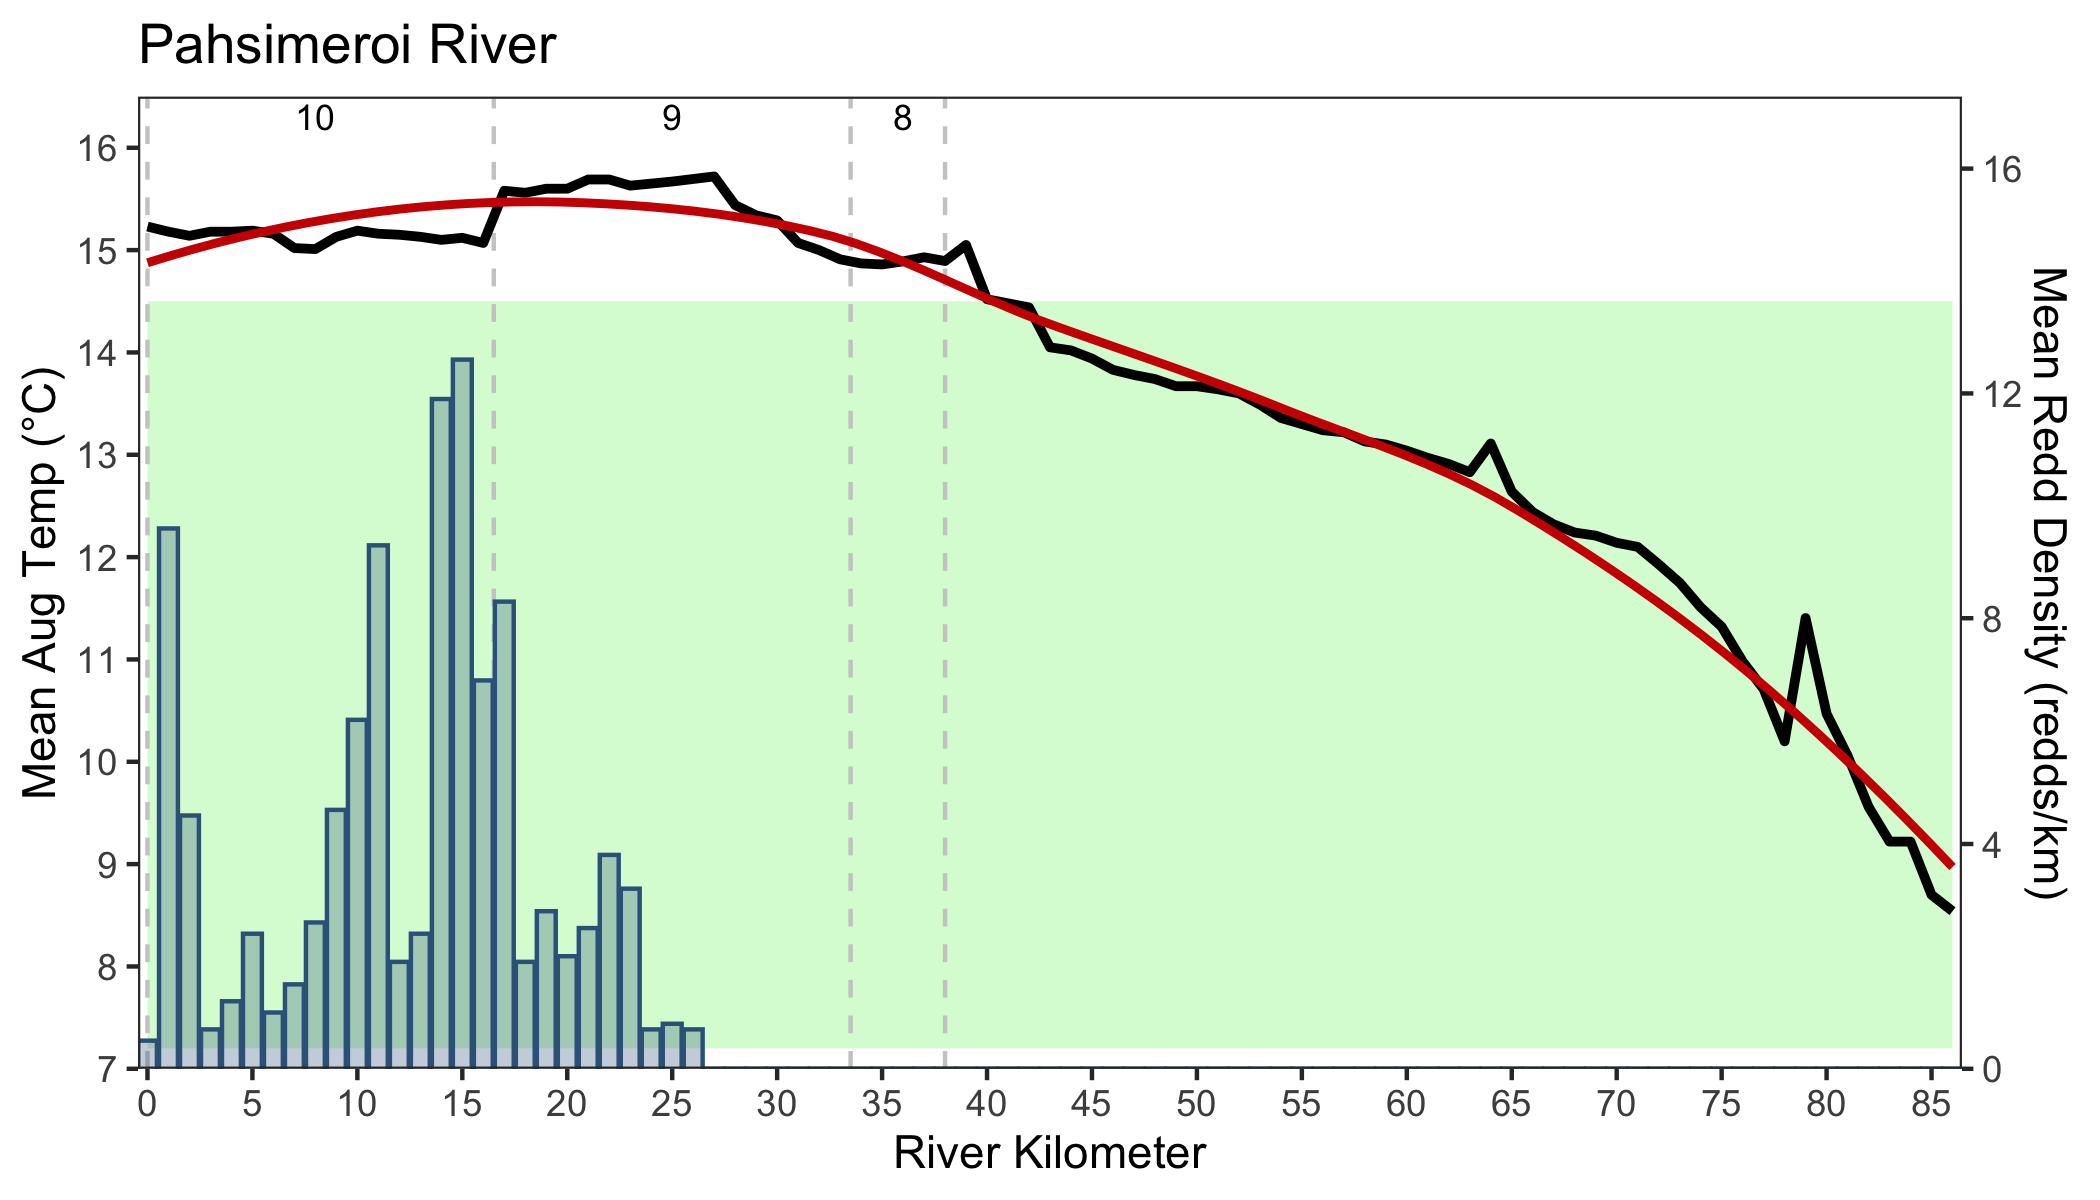 Pahsimeroi River
10 9 8
16
15
14
13
12
11
10
9
8
7
Mean Aug Temp (°C)
16
12
8
4
0
Mean Redd Density (redds/km)
0 5 10 15 20 25 30 35 40 45 50 55 60 65 70 75 80 85
River Kilometer